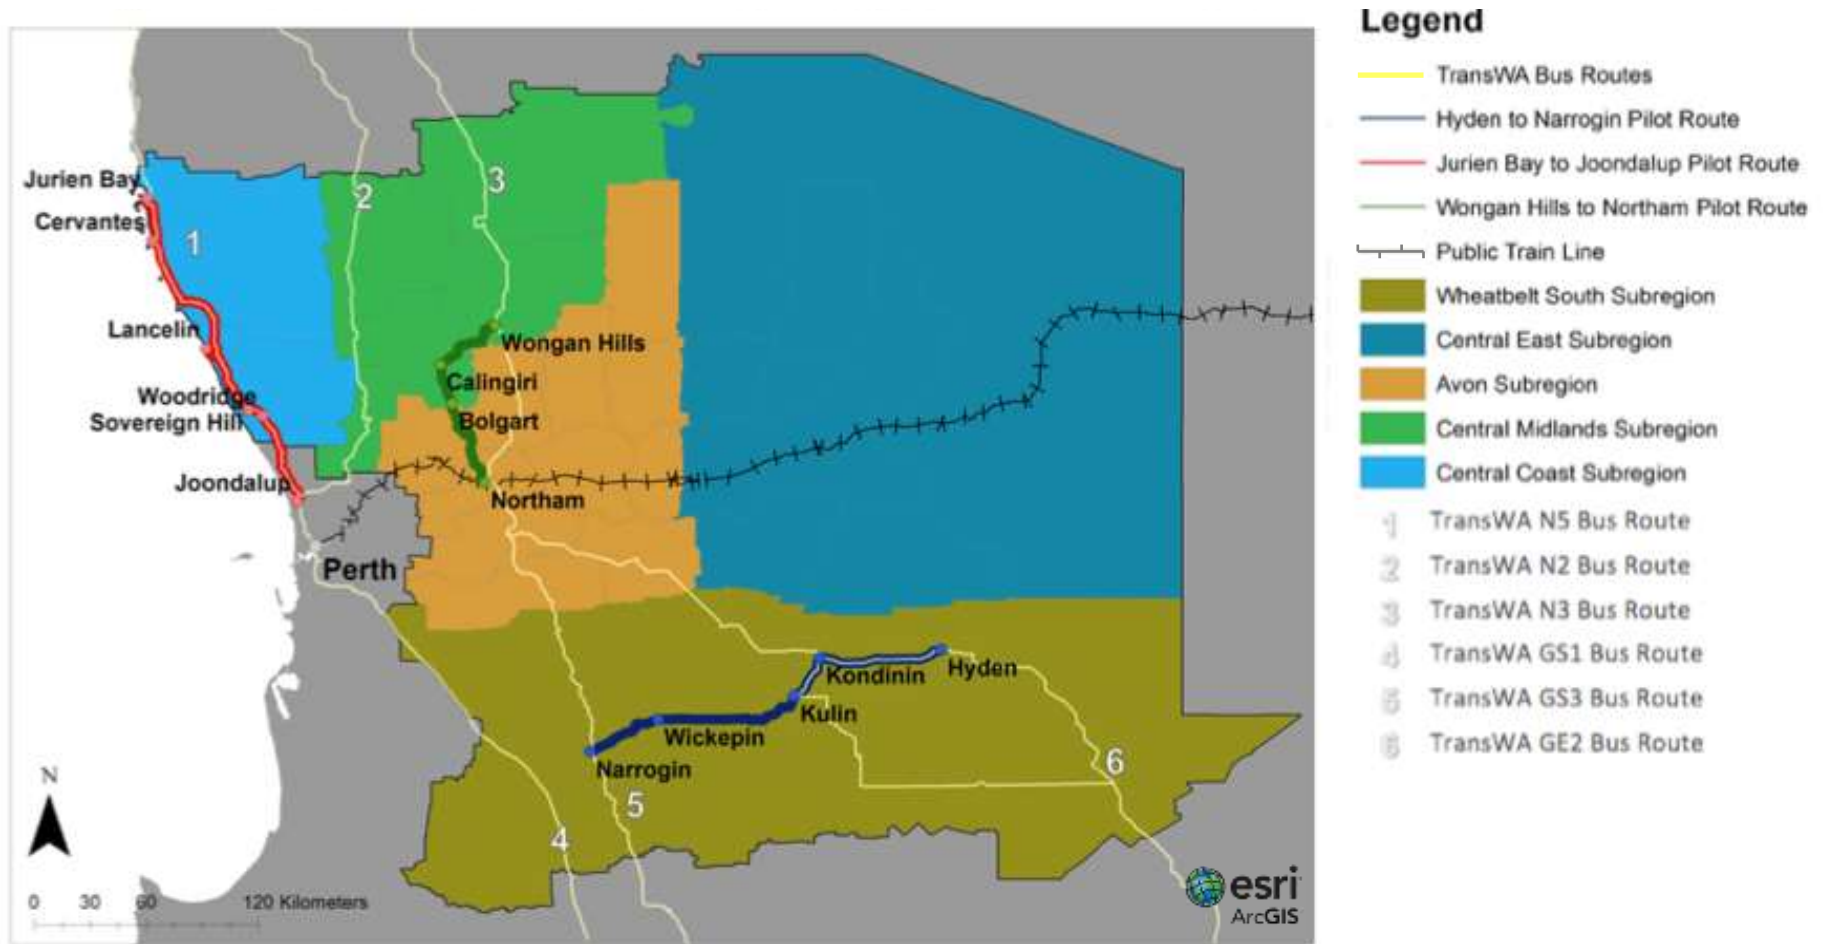 Legend
TransWA Bus Routes
Hyden to Narrogin Pilot Route
Jurien Bay to Joondalup Pilot Route
Wongan Hills to Northam Pilot Route
Public Train Line
Wheatbelt South Subregion
Central East Subregion
Avon Subregion
Central Midlands Subregion
Central Coast Subregion
1 TransWA N5 Bus Route
2 TransWA N2 Bus Route
3 TransWA N3 Bus Route
4 TransWA GS1 Bus Route
5 TransWA GS3 Bus Route
6 TransWA GE2 Bus Route
Jurien Bay
Cervantes
1
2
3
Lancelin
Wongan Hills
Calingiri
Woodridge
Sovereign Hill
Bolgart
Joondalup
Northam
Perth
Kondinin
Hyden
Kulin
Wickepin
Narrogin
4
5
6
N
0 30 60 120 Kilometers
esri
ArcGIS